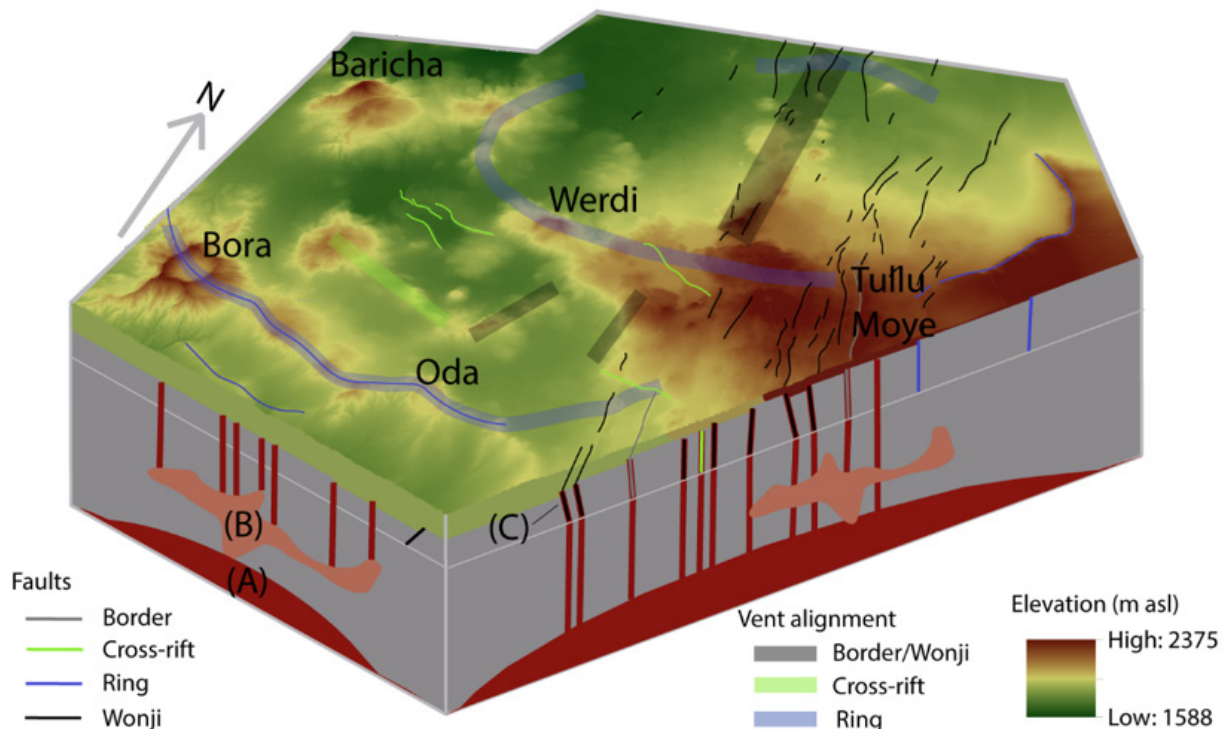 Baricha
N
Werdi
Bora
Tullu
Moye
Oda
(C)
(B)
(A)
Faults
Border
Cross-rift
Ring
Wonji
Vent alignment
Border/Wonji
Cross-rift
Ring
Elevation (m asl)
High: 2375
Low: 1588